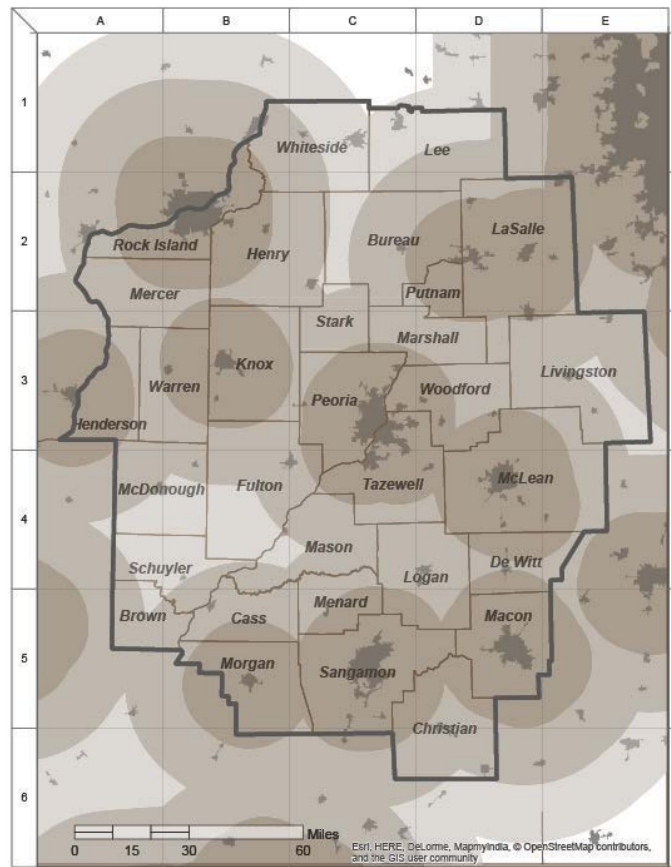 A B C D E
1
Whiteside Lee
2
Rock Island Henry Bureau LaSalle
Mercer Putnam
Stark Marshall
3
Warren Knox Peoria Woodford Livingston
Henderson
4
McDonough Fulton Tazewell McLean
Schuyler Mason Logan De Witt
5
Brown Cass Menard Macon
Morgan Sangamon
Christian
6
Miles
0 15 30 60
Esri, HERE, DeLorme, MapmyIndia, © OpenStreetMap contributors,
and the GIS user community